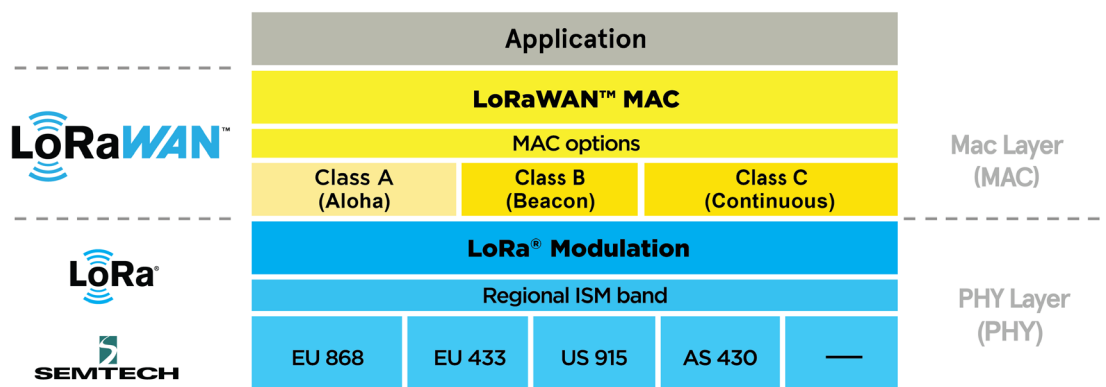 Application
LoRaWAN™
LoRaWAN™ MAC
MAC options
Class A
(Aloha)
Class B
(Beacon)
Class C
(Continuous)
Mac Layer
(MAC)
LoRa®
LoRa® Modulation
Regional ISM band
SEMTECH
EU 868
EU 433
US 915
AS 430
—
PHY Layer
(PHY)